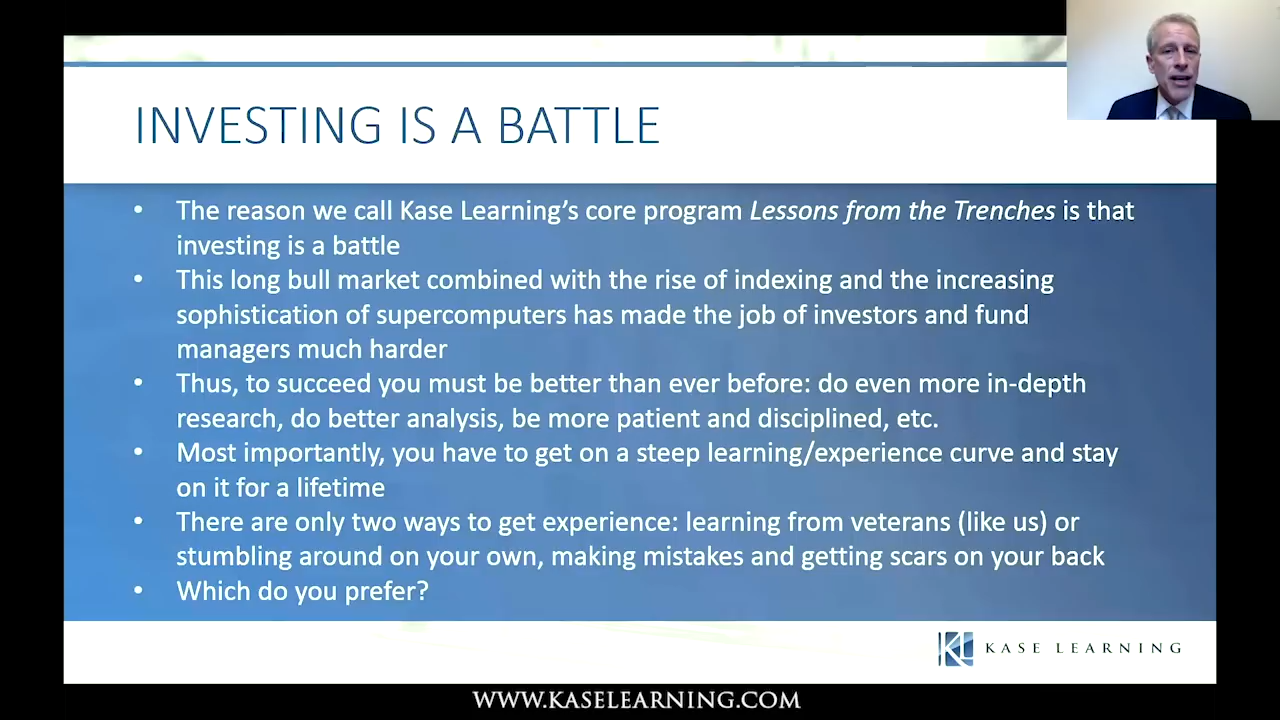 INVESTING IS A BATTLE
• The reason we call Kase Learning’s core program Lessons from the Trenches is that
investing is a battle
• This long bull market combined with the rise of indexing and the increasing
sophistication of supercomputers has made the job of investors and fund
managers much harder
• Thus, to succeed you must be better than ever before: do even more in-depth
research, do better analysis, be more patient and disciplined, etc.
• Most importantly, you have to get on a steep learning/experience curve and stay
on it for a lifetime
• There are only two ways to get experience: learning from veterans (like us) or
stumbling around on your own, making mistakes and getting scars on your back
• Which do you prefer?
KL KASE LEARNING
WWW.KASELEARNING.COM